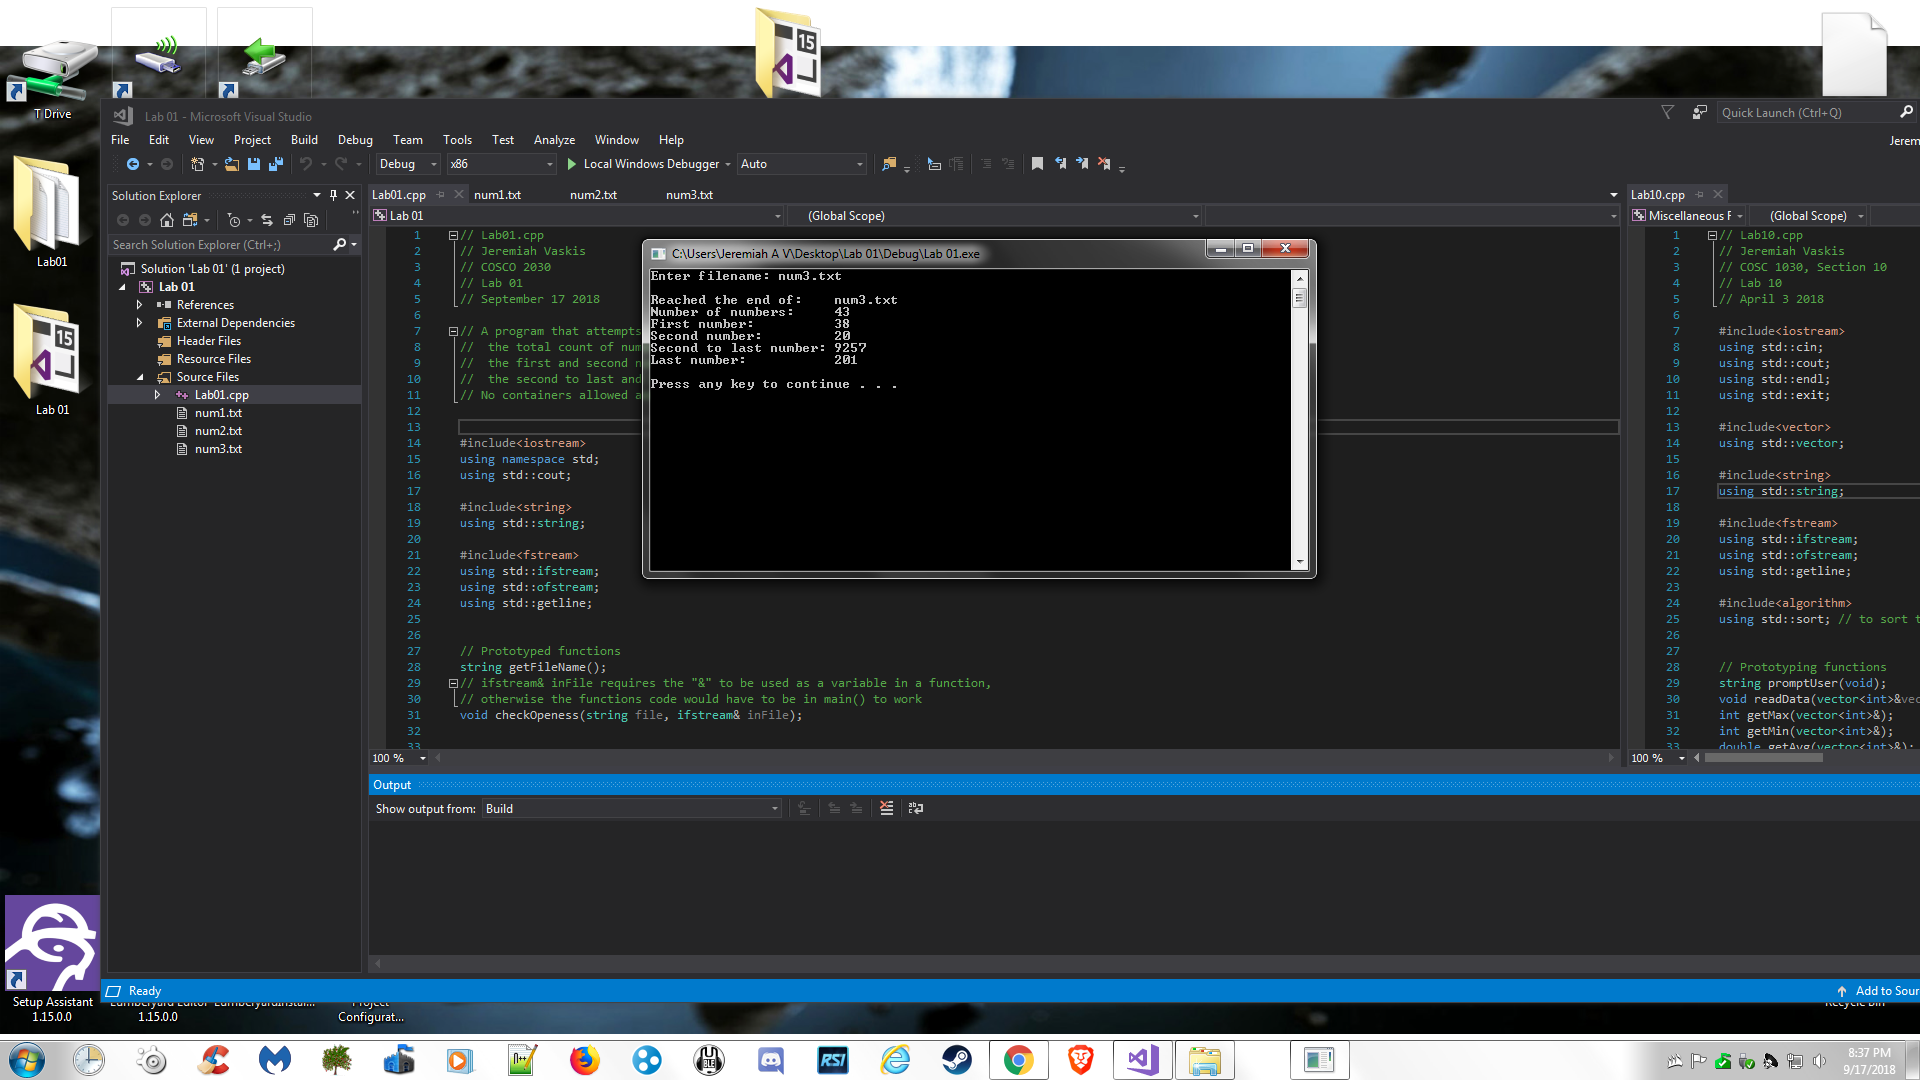 T Drive
Lab01
Lab 01
Setup Assistant
1.15.0.0
1.15.0.0
Project
Configurat...
Lab 01 - Microsoft Visual Studio
Quick Launch (Ctrl+Q)
File Edit View Project Build Debug Team Tools Test Analyze Window Help
Jerem
Debug x86 Local Windows Debugger Auto
Solution Explorer
Search Solution Explorer (Ctrl+;)
Solution 'Lab 01' (1 project)
Lab 01
References
External Dependencies
Header Files
Resource Files
Source Files
Lab01.cpp
num1.txt
num2.txt
num3.txt
Lab01.cpp num1.txt num2.txt num3.txt
Lab 01 (Global Scope)
1 // Lab01.cpp
2 // Jeremiah Vaskis
3 // COSCO 2030
4 // Lab 01
5 // September 17 2018
6
7 // A program that attempts
8 // the total count of num
9 // the first and second n
10 // the second to last and
11 // No containers allowed a
12
13
14 #include<iostream>
15 using namespace std;
16 using std::cout;
17
18 #include<string>
19 using std::string;
20
21 #include<fstream>
22 using std::ifstream;
23 using std::ofstream;
24 using std::getline;
25
26
27 // Prototyped functions
28 string getFileName();
29 // ifstream& inFile requires the "&" to be used as a variable in a function,
30 // otherwise the functions code would have to be in main() to work
31 void checkOpeness(string file, ifstream& inFile);
32
33
100 %
C:\Users\Jeremiah A V\Desktop\Lab 01\Debug\Lab 01.exe
Enter filename: num3.txt
Reached the end of: num3.txt
Number of numbers: 43
First number: 38
Second number: 20
Second to last number: 9257
Last number: 201
Press any key to continue . . .
Lab10.cpp
Miscellaneous F (Global Scope)
1 // Lab10.cpp
2 // Jeremiah Vaskis
3 // COSC 1030, Section 10
4 // Lab 10
5 // April 3 2018
6
7 #include<iostream>
8 using std::cin;
9 using std::cout;
10 using std::endl;
11 using std::exit;
12
13 #include<vector>
14 using std::vector;
15
16 #include<string>
17 using std::string;
18
19 #include<fstream>
20 using std::ifstream;
21 using std::ofstream;
22 using std::getline;
23
24 #include<algorithm>
25 using std::sort; // to sort t
26
27
28 // Prototyping functions
29 string promptUser(void);
30 void readData(vector<int>&vec
31 int getMax(vector<int>&);
32 int getMin(vector<int>&);
33 double getAvg(vector<int>&);
100 %
Output
Show output from: Build
Ready
Add to Sour
Recycle Bin
8:37 PM
9/17/2018